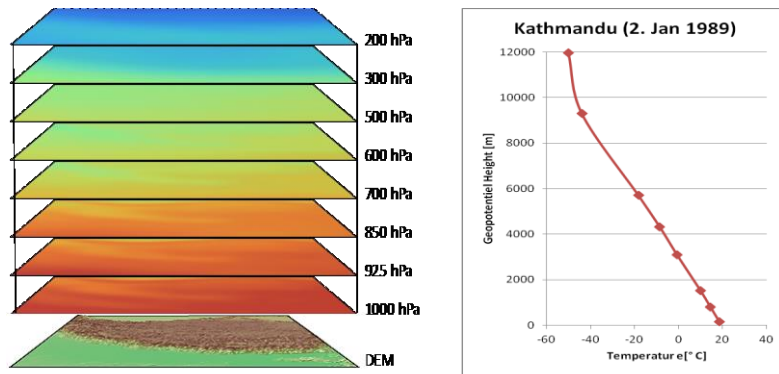 200 hPa
300 hPa
500 hPa
600 hPa
700 hPa
850 hPa
925 hPa
1000 hPa
DEM
Kathmandu (2. Jan 1989)
Geopotentiel Height [m]
12000
10000
8000
6000
4000
2000
0
-60 -40 -20 0 20 40
Temperature[° C]